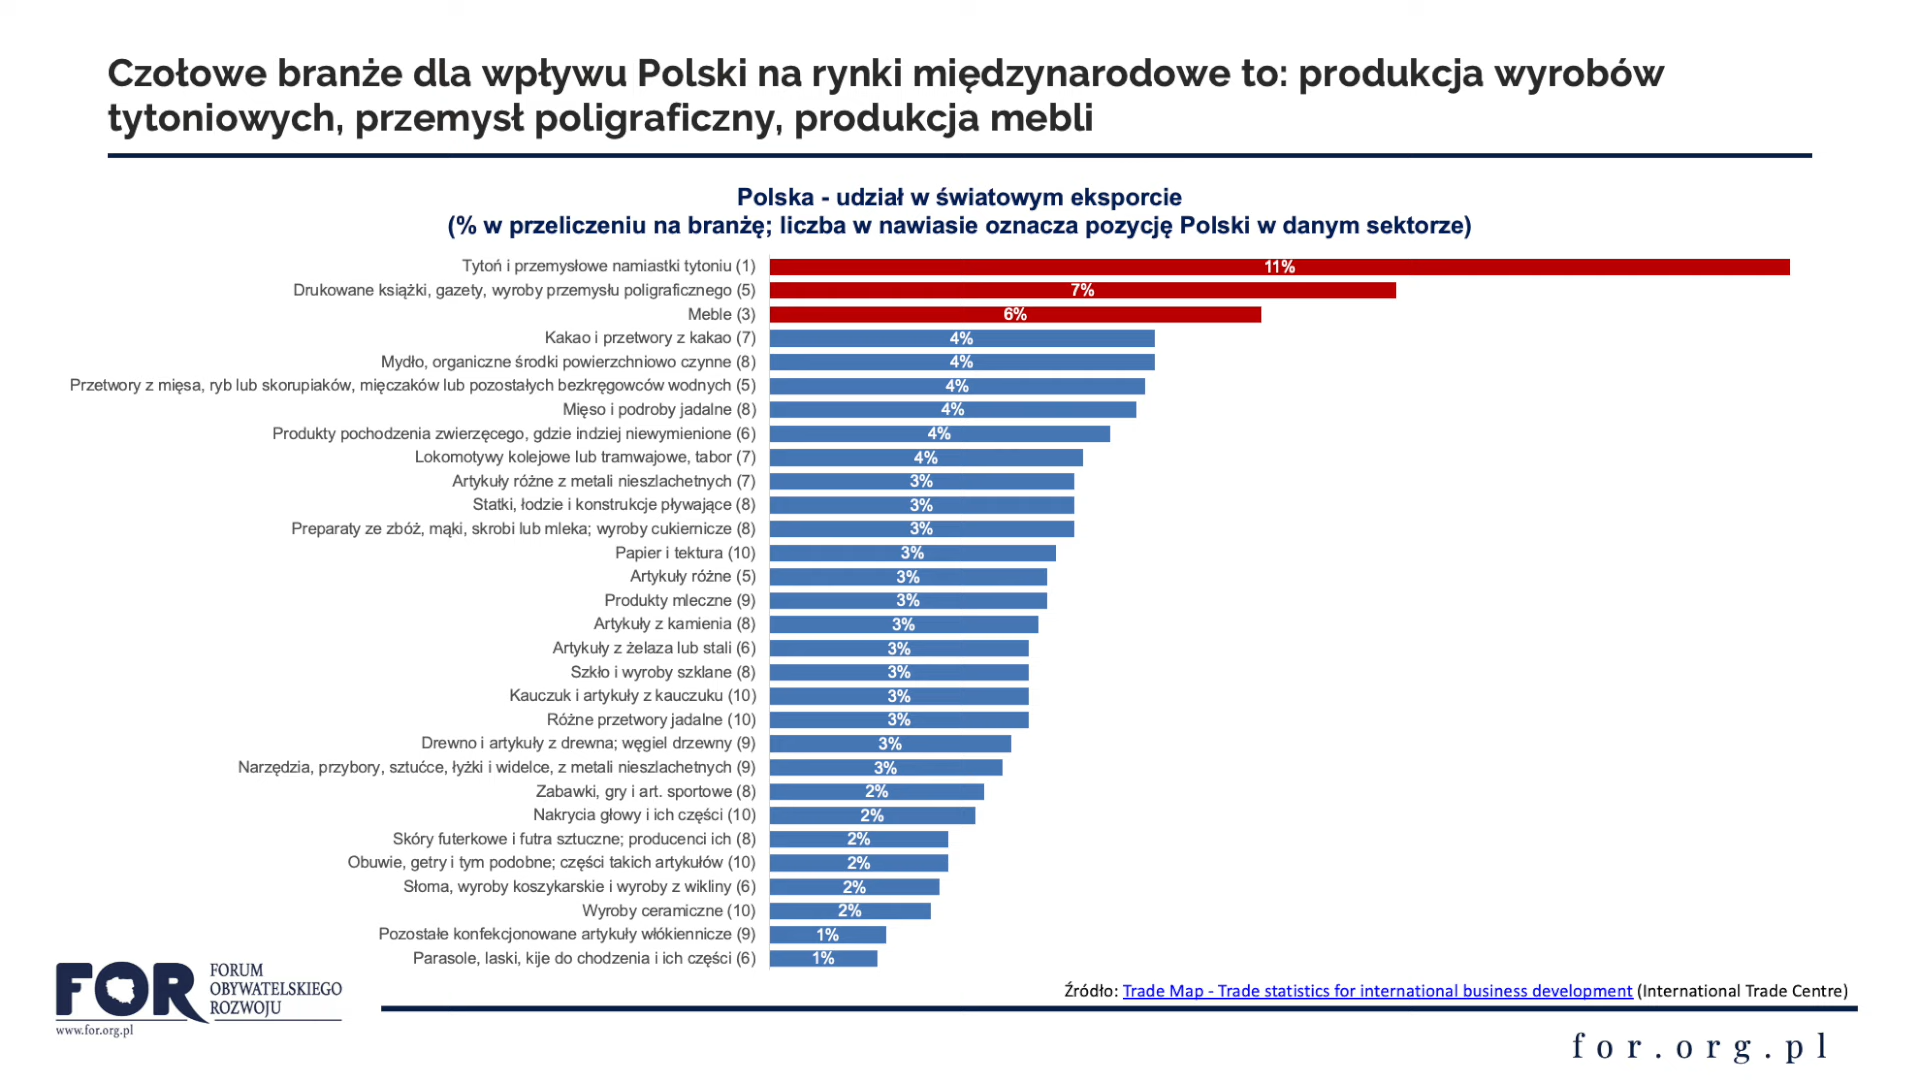 Czołowe branże dla wpływu Polski na rynki międzynarodowe to: produkcja wyrobów
tytoniowych, przemysł poligraficzny, produkcja mebli
Polska - udział w światowym eksporcie
(% w przeliczeniu na branżę; liczba w nawiasie oznacza pozycję Polski w danym sektorze)
Tytoń i przemysłowe namiastki tytoniu (1) 11%
Drukowane książki, gazety, wyroby przemysłu poligraficznego (5) 7%
Meble (3) 6%
Kakao i przetwory z kakao (7) 4%
Mydło, organiczne środki powierzchniowo czynne (8) 4%
Przetwory z mięsa, ryb lub skorupiaków, mięczaków lub pozostałych bezkręgowców wodnych (5) 4%
Mięso i podroby jadalne (8) 4%
Produkty pochodzenia zwierzęcego, gdzie indziej niewymienione (6) 4%
Lokomotywy kolejowe lub tramwajowe, tabor (7) 4%
Artykuły różne z metali nieszlachetnych (7) 3%
Statki, łodzie i konstrukcje pływające (8) 3%
Preparaty ze zbóż, mąki, skrobi lub mleka; wyroby cukiernicze (8) 3%
Papier i tektura (10) 3%
Artykuły różne (5) 3%
Produkty mleczne (9) 3%
Artykuły z kamienia (8) 3%
Artykuły z żelaza lub stali (6) 3%
Szkło i wyroby szklane (8) 3%
Kauczuk i artykuły z kauczuku (10) 3%
Różne przetwory jadalne (10) 3%
Drewno i artykuły z drewna; węgiel drzewny (9) 3%
Narzędzia, przybory, sztućce, łyżki i widelce, z metali nieszlachetnych (9) 3%
Zabawki, gry i art. sportowe (8) 2%
Nakrycia głowy i ich części (10) 2%
Skóry futerkowe i futra sztuczne; producenci ich (8) 2%
Obuwie, getry i tym podobne; części takich artykułów (10) 2%
Słoma, wyroby koszykarskie i wyroby z wikliny (6) 2%
Wyroby ceramiczne (10) 2%
Pozostałe konfekcjonowane artykuły włókiennicze (9) 1%
Parasole, laski, kije do chodzenia i ich części (6) 1%
FOR
FORUM
OBYWATELSKIEGO
ROZWOJU
www.for.org.pl
Źródło: Trade Map - Trade statistics for international business development (International Trade Centre)
for.org.pl